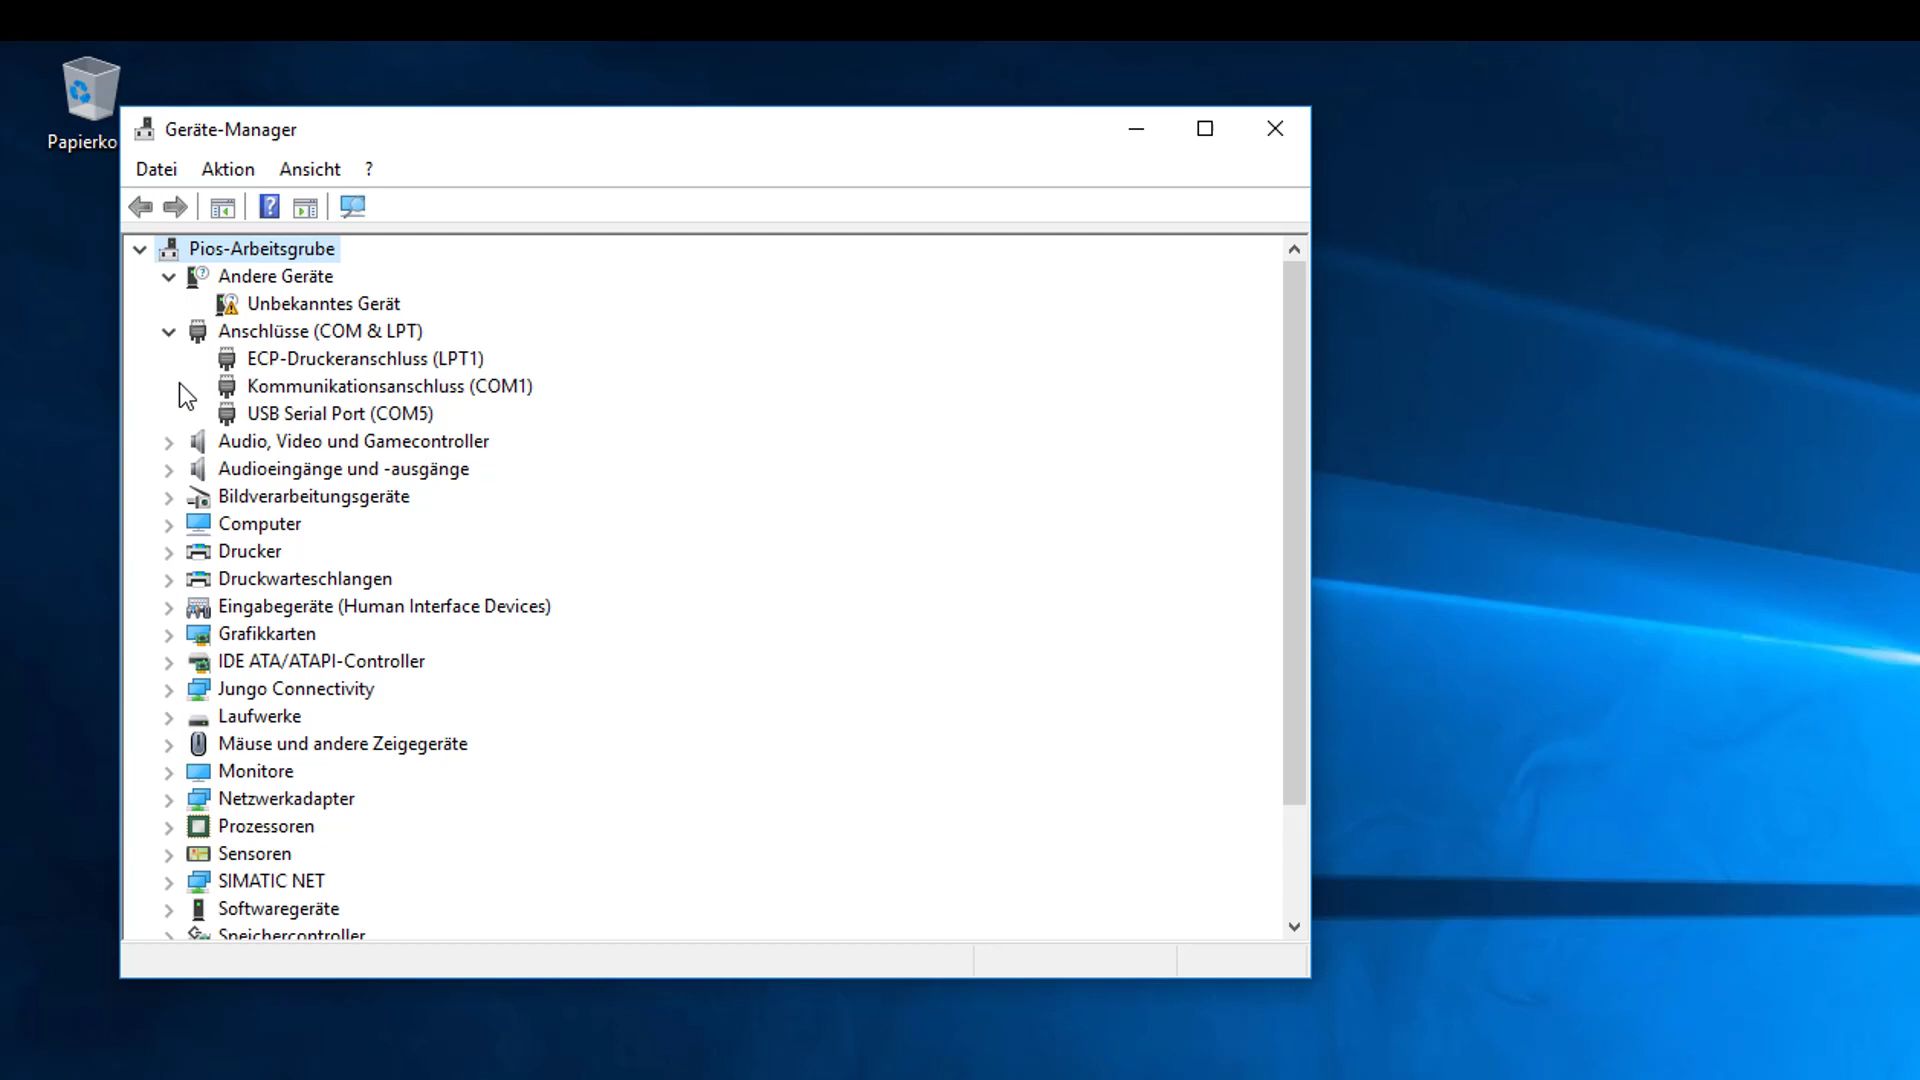 Papierko
Geräte-Manager
Datei Aktion Ansicht ?
Pios-Arbeitsgrube
Andere Geräte
Unbekanntes Gerät
Anschlüsse (COM & LPT)
ECP-Druckeranschluss (LPT1)
Kommunikationsanschluss (COM1)
USB Serial Port (COM5)
Audio, Video und Gamecontroller
Audioeingänge und -ausgänge
Bildverarbeitungsgeräte
Computer
Drucker
Druckwarteschlangen
Eingabegeräte (Human Interface Devices)
Grafikkarten
IDE ATA/ATAPI-Controller
Jungo Connectivity
Laufwerke
Mäuse und andere Zeigegeräte
Monitore
Netzwerkadapter
Prozessoren
Sensoren
SIMATIC NET
Softwaregeräte
Speichercontroller